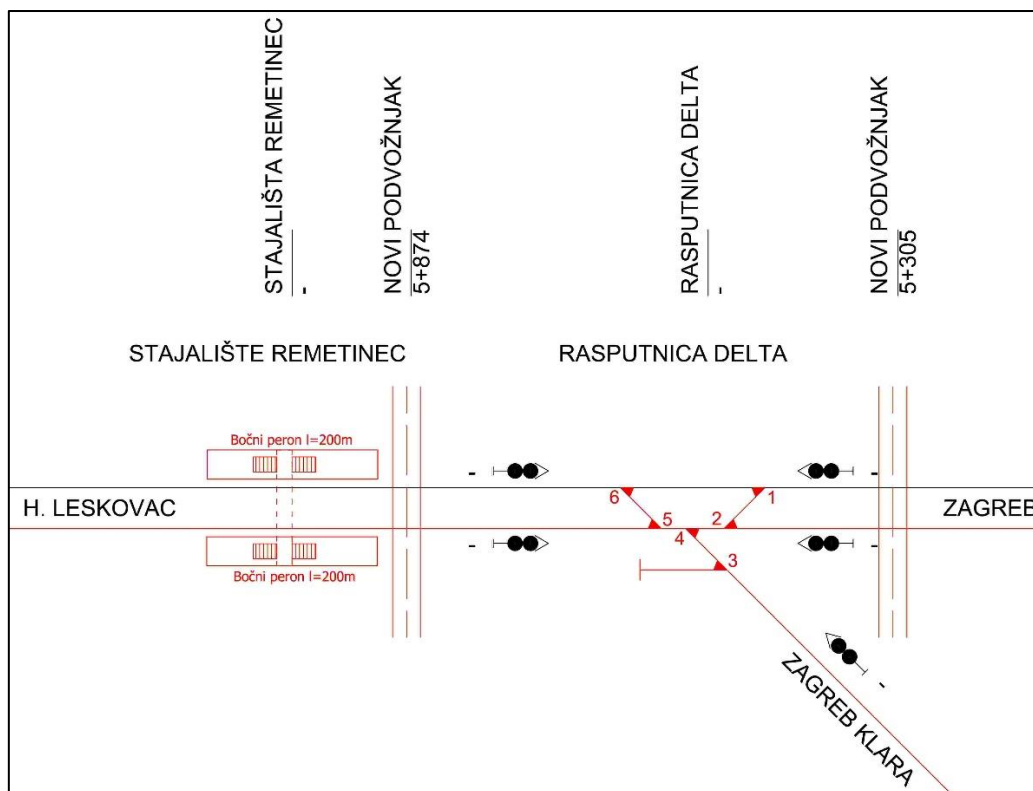 STAJALIŠTA REMETINEC
-
NOVI PODVOŽNJAK
5+874
RASPUTNICA DELTA
-
NOVI PODVOŽNJAK
5+305
STAJALIŠTE REMETINEC
RASPUTNICA DELTA
Bočni peron l=200m
-
-
6
1
H. LESKOVAC
ZAGREB
5
2
4
-
-
3
Bočni peron l=200m
-
ZAGREB KLARA